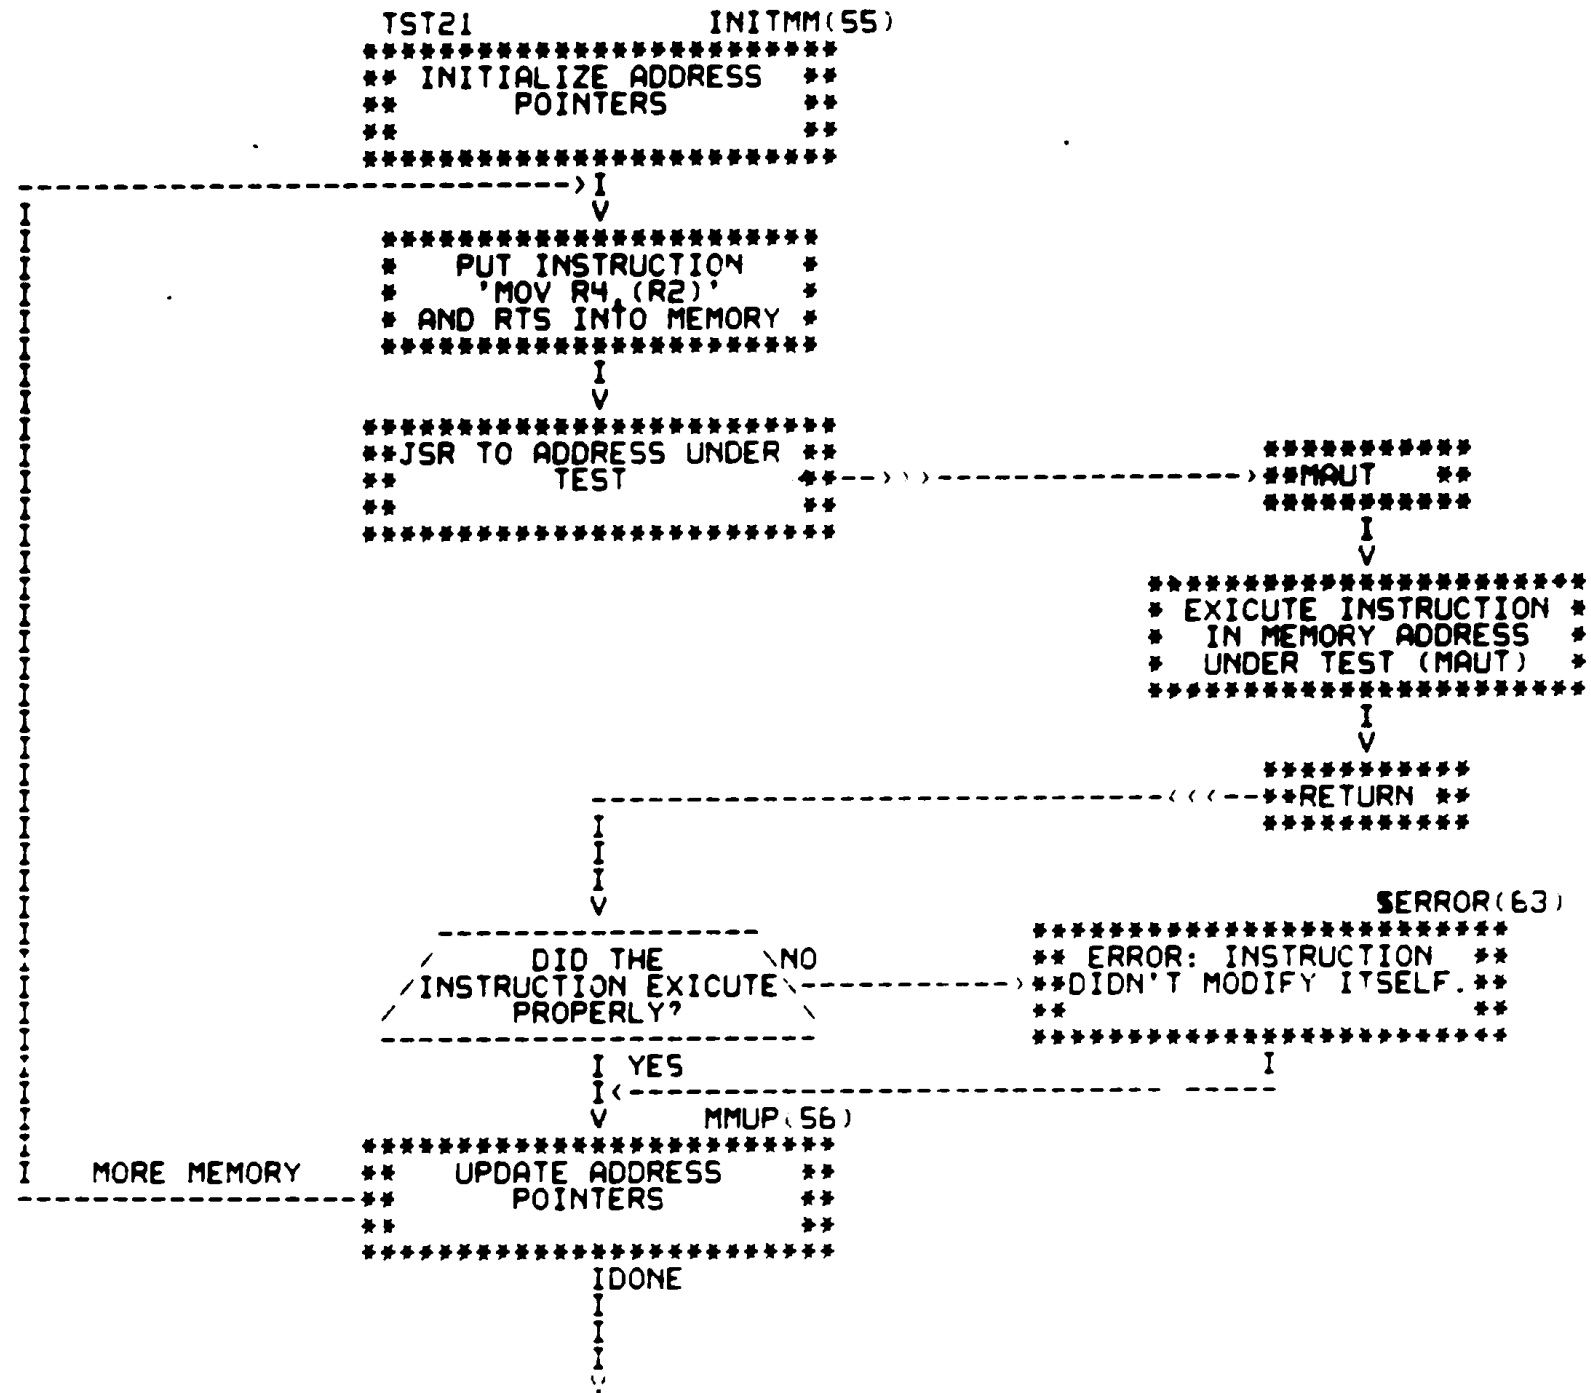 TST21 INITMM(55)
INITIALIZE ADDRESS
POINTERS
PUT INSTRUCTION
'MOV R4,(R2)'
AND RTS INTO MEMORY
JSR TO ADDRESS UNDER
TEST
MAUT
EXICUTE INSTRUCTION
IN MEMORY ADDRESS
UNDER TEST (MAUT)
RETURN
DID THE
INSTRUCTION EXICUTE
PROPERLY?
NO
$ERROR(63)
ERROR: INSTRUCTION
DIDN'T MODIFY ITSELF.
YES
MMUP(56)
UPDATE ADDRESS
POINTERS
MORE MEMORY
DONE